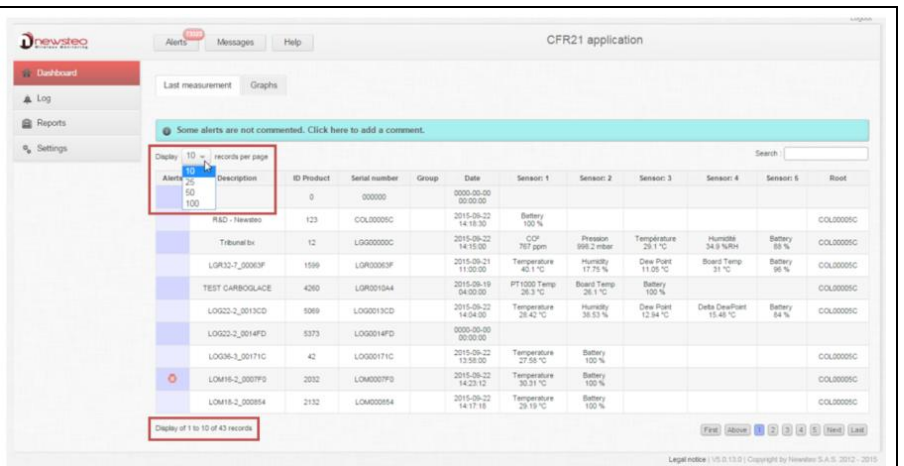 Logout
newsteo
Wireless Monitoring
Alerts
Messages
Help
CFR21 application
Dashboard
Log
Reports
Settings
Last measurement Graphs
Some alerts are not commented. Click here to add a comment.
Display 10 records per page
10
25
50
100
Search :
Alerts Description ID Product Serial number Group Date Sensor: 1 Sensor: 2 Sensor: 3 Sensor: 4 Sensor: 5 Root
0 000000 0000-00-00
00:00:00
R&D - Newsteo 123 COL00005C 2015-09-22 Battery COL00005C
14:18:30 100 %
Tribunal bx 12 LGG00000C 2015-09-22 CO² Pression Température Humidité Battery COL00005C
14:15:00 767 ppm 998.2 mbar 29.1 °C 34.9 %RH 88 %
LGR32-7_00063F 1599 LGR00063F 2015-09-21 Temperature Humidity Dew Point Board Temp Battery COL00005C
11:00:00 40.1 °C 17.75 % 11.05 °C 31 °C 96 %
TEST CARBOGLACE 4260 LGR0010A4 2015-09-19 PT1000 Temp Board Temp Battery COL00005C
04:00:00 26.3 °C 26.1 °C 100 %
LOG22-2_0013CD 5069 LOG0013CD 2015-09-22 Temperature Humidity Dew Point Delta DewPoint Battery COL00005C
14:04:00 28.42 °C 38.53 % 12.94 °C 15.48 °C 84 %
LOG22-2_0014FD 5373 LOG0014FD 0000-00-00
00:00:00
LOG36-3_00171C 42 LOG00171C 2015-09-22 Temperature Battery COL00005C
13:58:00 27.58 °C 100 %
LOM16-2_0007F0 2032 LOM0007F0 2015-09-22 Temperature Battery COL00005C
14:23:12 30.31 °C 100 %
LOM16-2_000854 2132 LOM000854 2015-09-22 Temperature Battery COL00005C
14:17:18 29.19 °C 100 %
Display of 1 to 10 of 43 records
First Above 1 2 3 4 5 Next Last
Legal notice | V5.0.13.0 | Copyright by Newsteo S.A.S. 2012 - 2015